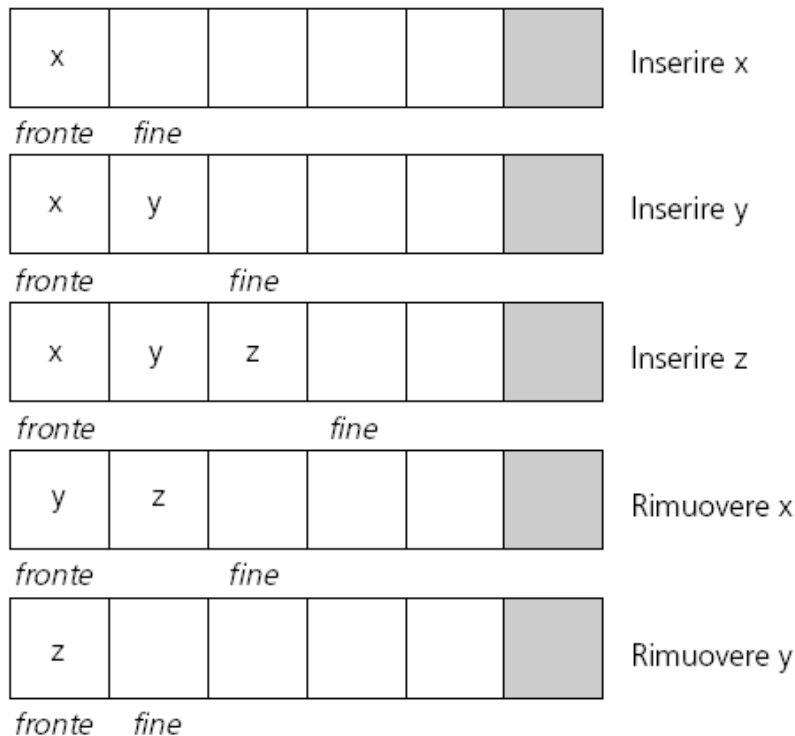 x Inserire x
fronte fine
x y Inserire y
fronte fine
x y z Inserire z
fronte fine
y z Rimuovere x
fronte fine
z Rimuovere y
fronte fine